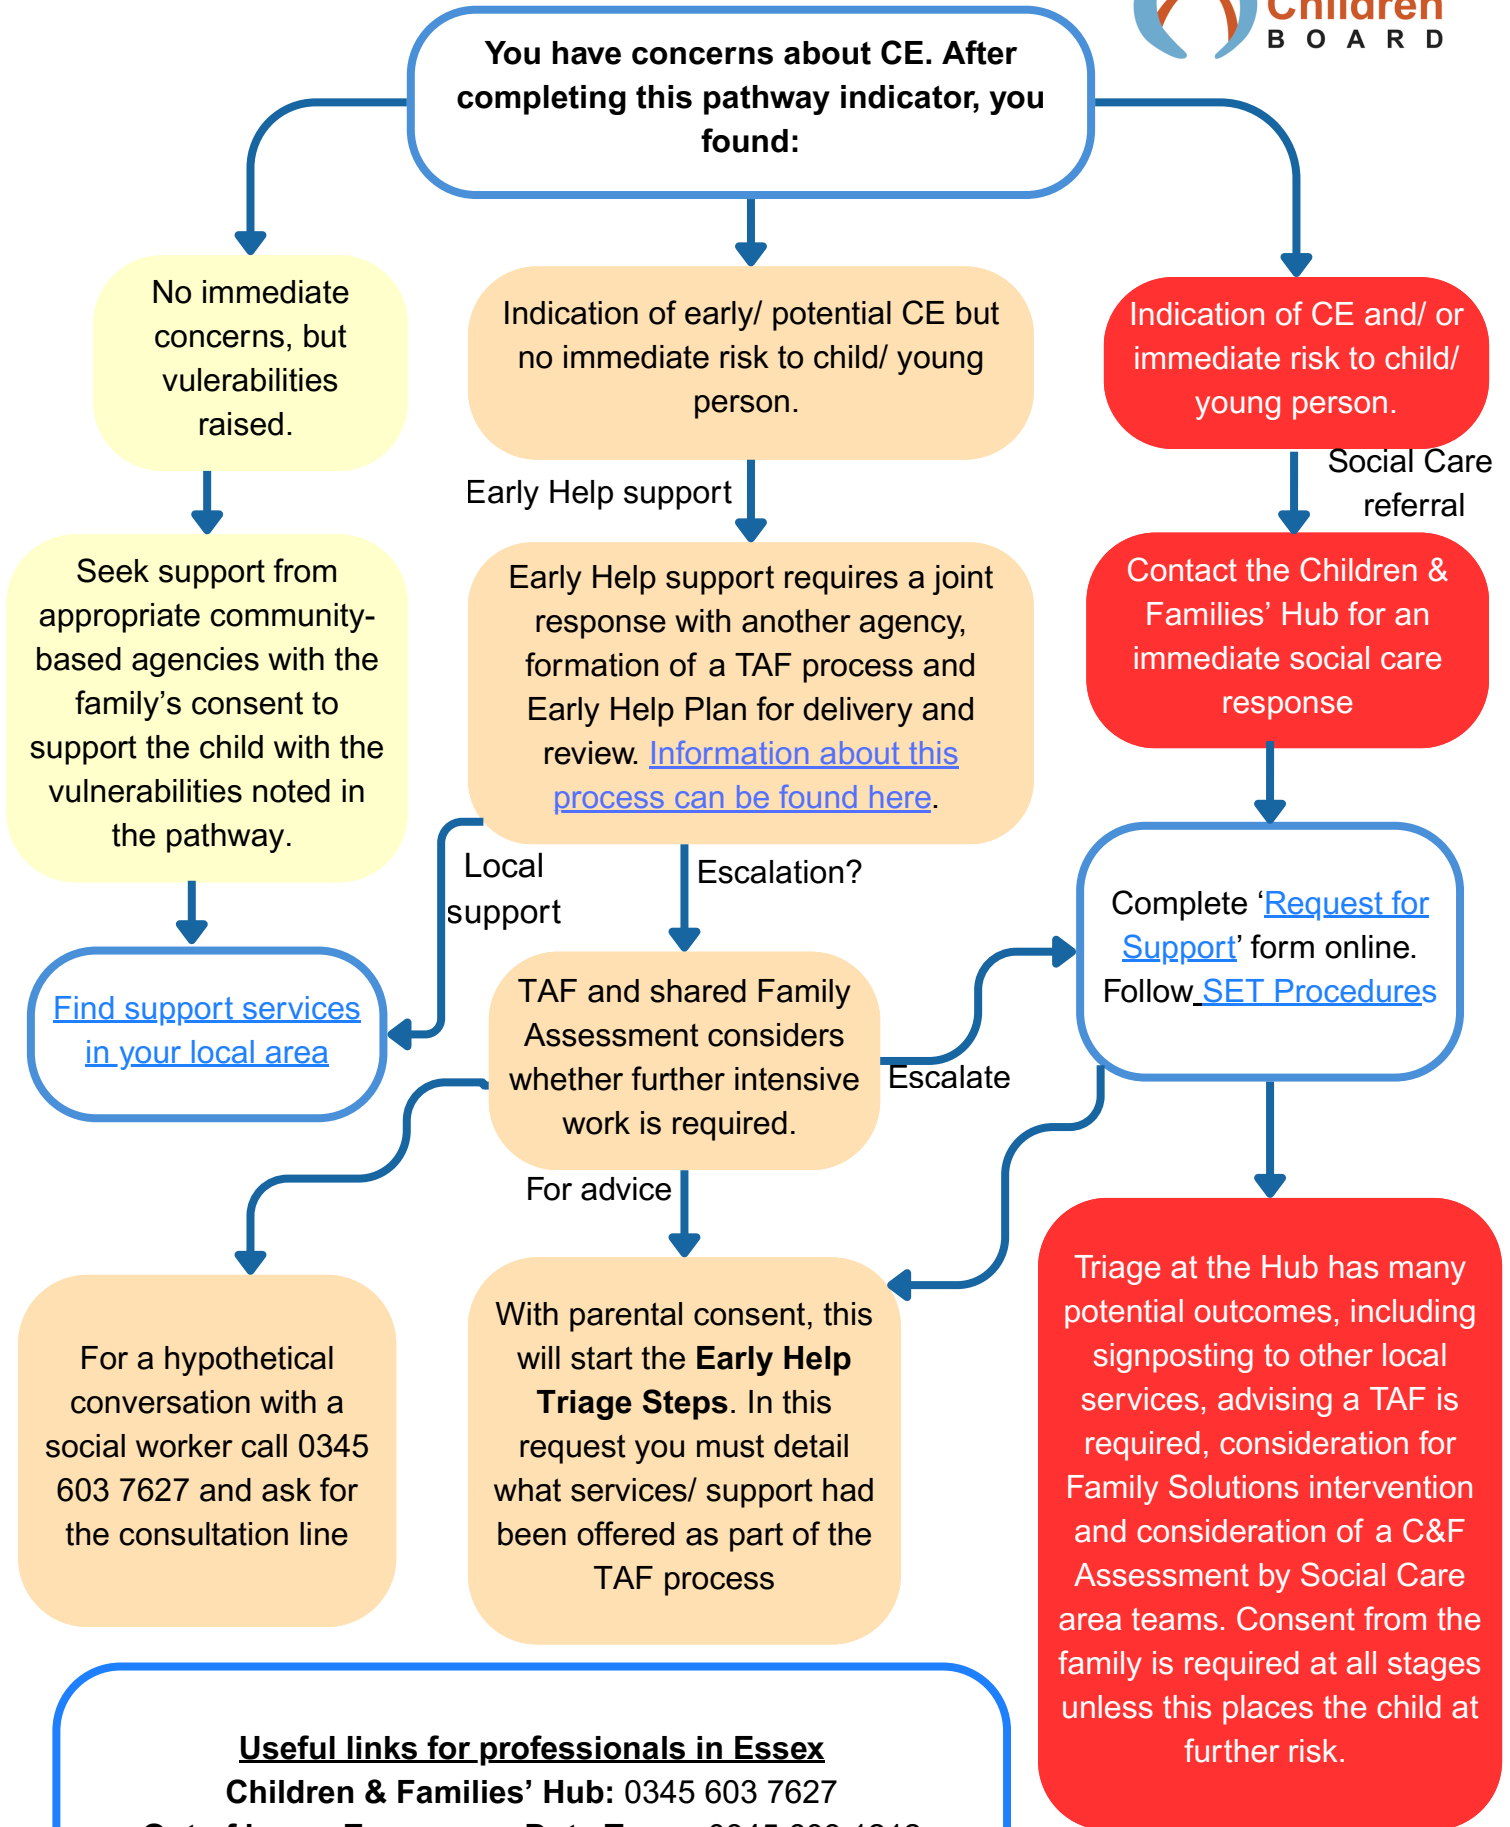 Children
BOARD
You have concerns about CE. After
completing this pathway indicator, you
found:
No immediate
concerns, but
vulerabilities
raised.
Indication of early/ potential CE but
no immediate risk to child/ young
person.
Indication of CE and/ or
immediate risk to child/
young person.
Early Help support
Social Care
referral
Seek support from
appropriate community-
based agencies with the
family's consent to
support the child with the
vulnerabilities noted in
the pathway.
Early Help support requires a joint
response with another agency,
formation of a TAF process and
Early Help Plan for delivery and
review. Information about this
process can be found here.
Contact the Children &
Families’ Hub for an
immediate social care
response
Local
support
Escalation?
Find support services
in your local area
TAF and shared Family
Assessment considers
whether further intensive
work is required.
Escalate
Complete ‘Request for
Support’ form online.
Follow SET Procedures
For advice
For a hypothetical
conversation with a
social worker call 0345
603 7627 and ask for
the consultation line
With parental consent, this
will start the Early Help
Triage Steps. In this
request you must detail
what services/ support had
been offered as part of the
TAF process
Triage at the Hub has many
potential outcomes, including
signposting to other local
services, advising a TAF is
required, consideration for
Family Solutions intervention
and consideration of a C&F
Assessment by Social Care
area teams. Consent from the
family is required at all stages
unless this places the child at
further risk.
Useful links for professionals in Essex
Children & Families’ Hub: 0345 603 7627